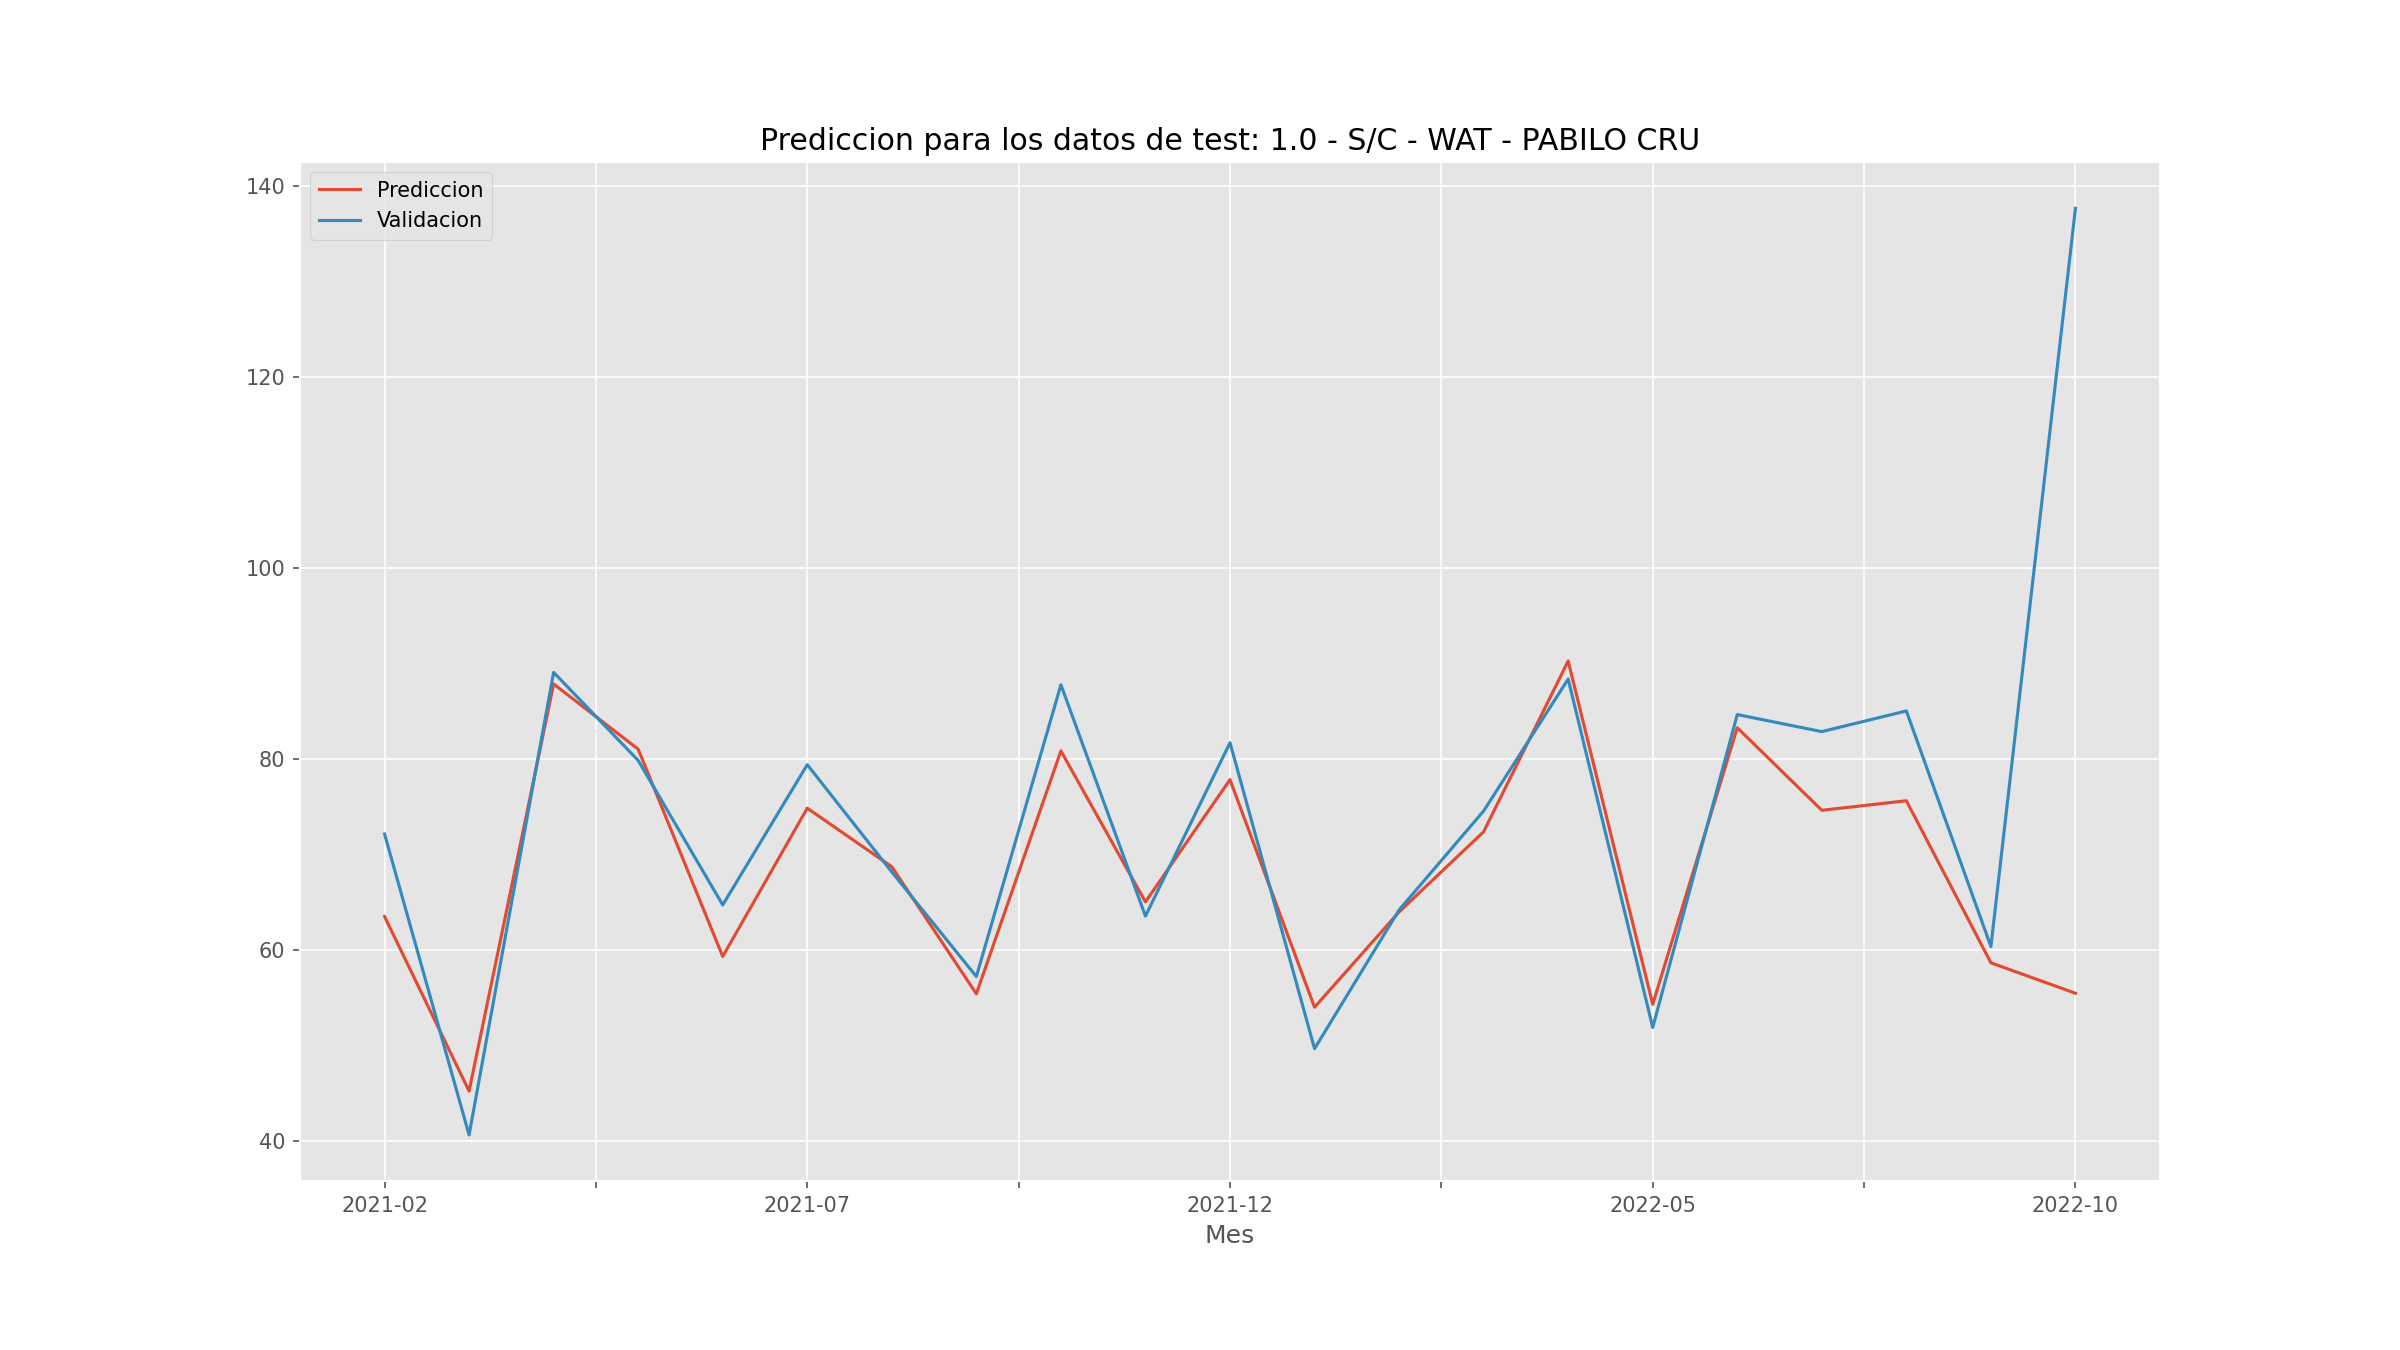 Prediccion para los datos de test: 1.0 - S/C - WAT - PABILO CRU
Prediccion
Validacion
140
120
100
80
60
40
2021-02
2021-07
2021-12
2022-05
2022-10
Mes